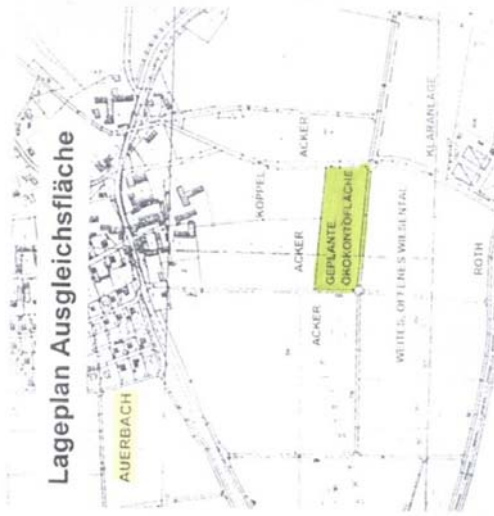 Lageplan Ausgleichsfläche
AUERBACH
KOPPEL
ACKER
ACKER
ACKER
GEPLANTE
ÖKOKONTOFLÄCHE
WEITES, OFFENES WIESENTAL
KLÄRANLAGE
ROTH